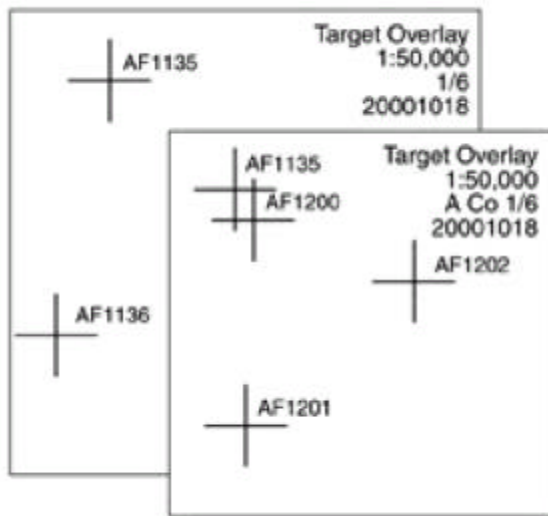 Target Overlay
1:50,000
1/6
20001018
AF1135
AF1136
Target Overlay
1:50,000
A Co 1/6
20001018
AF1135
AF1200
AF1202
AF1201